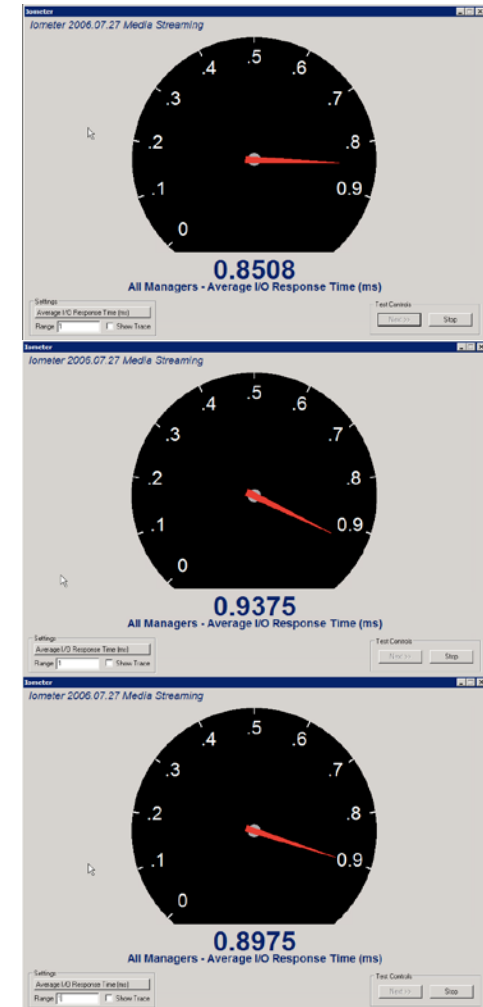 Iometer
Iometer 2006.07.27 Media Streaming
.5
.4 .6
.3 .7
.2 .8
.1 0.9
0
0.8508
All Managers - Average I/O Response Time (ms)
Settings Test Controls
Average I/O Response Time (ms) Next >> Stop
Range 1 Show Trace
Iometer
Iometer 2006.07.27 Media Streaming
.5
.4 .6
.3 .7
.2 .8
.1 0.9
0
0.9375
All Managers - Average I/O Response Time (ms)
Settings Test Controls
Average I/O Response Time (ms) Next >> Stop
Range 1 Show Trace
Iometer
Iometer 2006.07.27 Media Streaming
.5
.4 .6
.3 .7
.2 .8
.1 0.9
0
0.8975
All Managers - Average I/O Response Time (ms)
Settings Test Controls
Average I/O Response Time (ms) Next >> Stop
Range 1 Show Trace